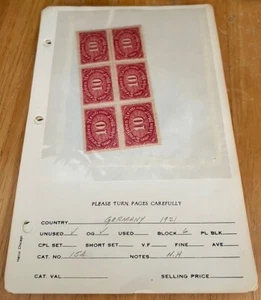 10 10
10 10
10 10
PLEASE TURN PAGES CAREFULLY
COUNTRY GERMANY 1921
UNUSED ✓ OG ✓ USED BLOCK 6 PL BLK
CPL SET SHORT SET V.F. FINE AVE
CAT. NO. NOTES N.H
CAT. VAL SELLING PRICE